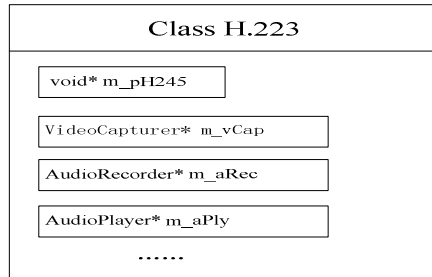 Class H.223
void* m_pH245
VideoCapturer* m_vCap
AudioRecorder* m_aRec
AudioPlayer* m_aPly
......